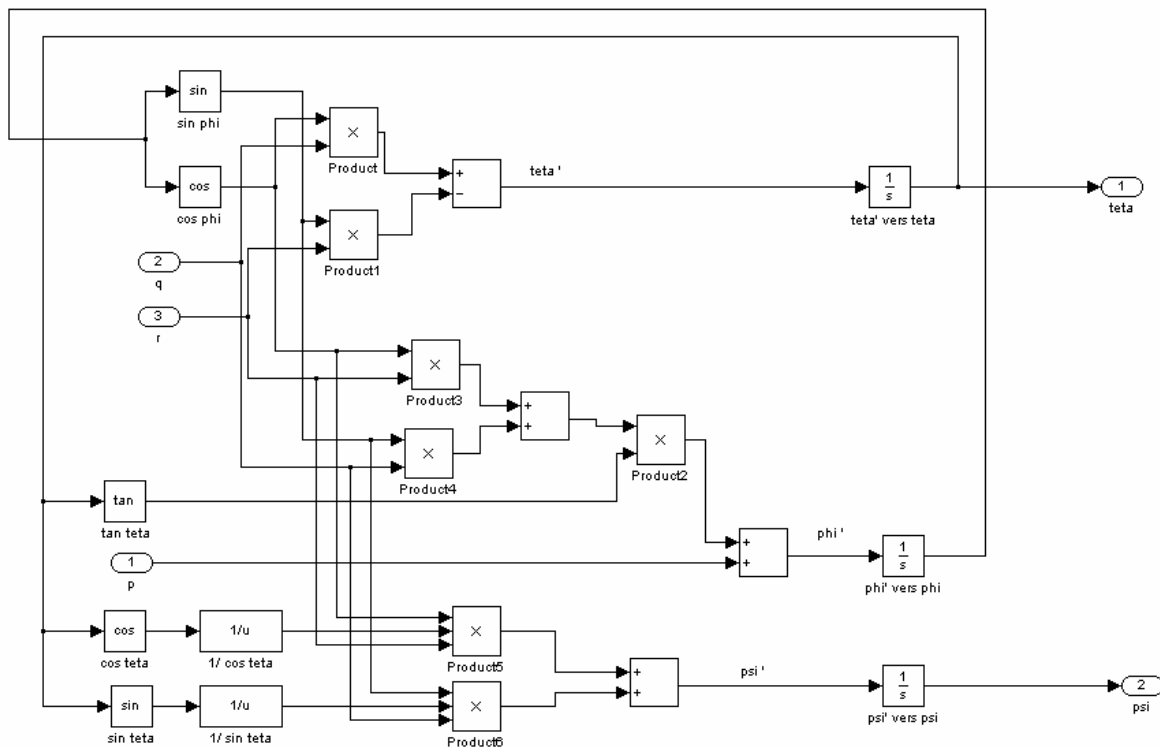 sin
sin phi
×
Product
cos
cos phi
+
−
teta '
1
s
teta' vers teta
1
teta
×
Product1
2
q
3
r
×
Product3
+
+
×
Product4
×
Product2
tan
tan teta
1
p
+
+
phi '
1
s
phi' vers phi
cos
cos teta
1/u
1/ cos teta
×
Product5
sin
sin teta
1/u
1/ sin teta
×
Product6
+
+
psi '
1
s
psi' vers psi
2
psi